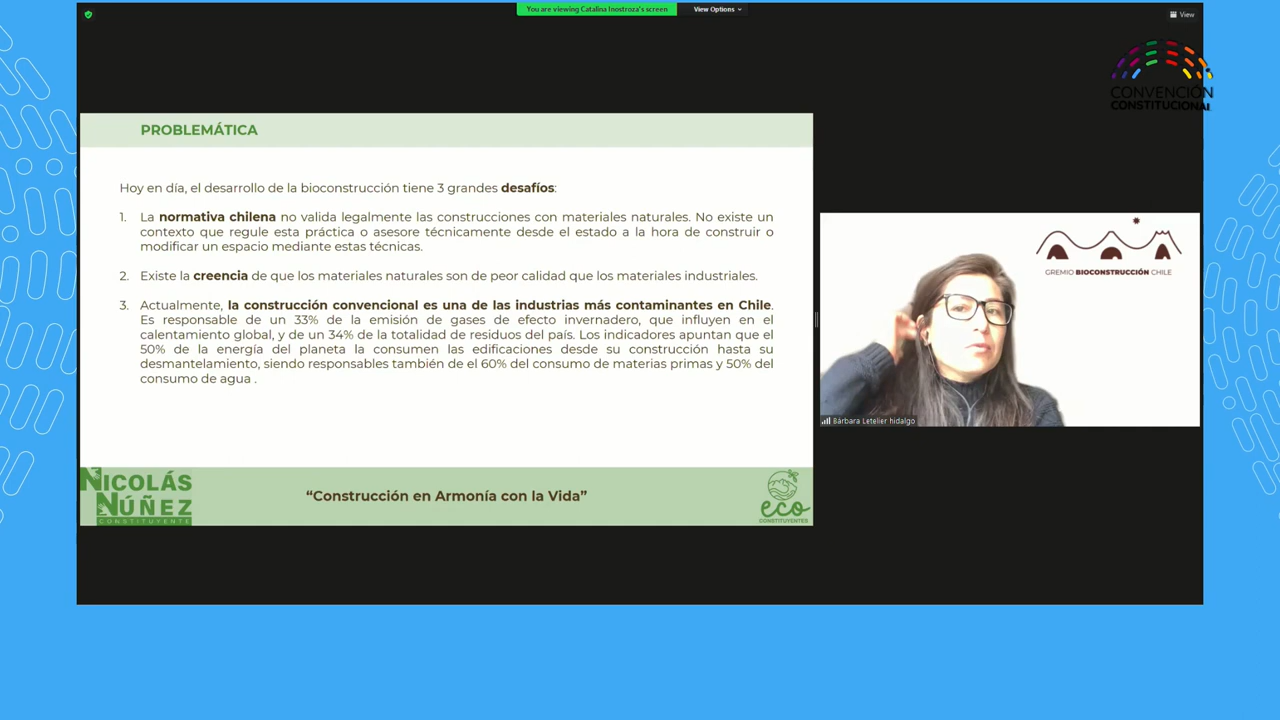 You are viewing Catalina Inostroza's screen
View Options
View
CONVENCIÓN
CONSTITUCIONAL
PROBLEMÁTICA
Hoy en día, el desarrollo de la bioconstrucción tiene 3 grandes desafíos:
1. La normativa chilena no valida legalmente las construcciones con materiales naturales. No existe un
contexto que regule esta práctica o asesore técnicamente desde el estado a la hora de construir o
modificar un espacio mediante estas técnicas.
2. Existe la creencia de que los materiales naturales son de peor calidad que los materiales industriales.
3. Actualmente, la construcción convencional es una de las industrias más contaminantes en Chile.
Es responsable de un 33% de la emisión de gases de efecto invernadero, que influyen en el
calentamiento global, y de un 34% de la totalidad de residuos del país. Los indicadores apuntan que el
50% de la energía del planeta la consumen las edificaciones desde su construcción hasta su
desmantelamiento, siendo responsables también de el 60% del consumo de materias primas y 50% del
consumo de agua .
GREMIO BIOCONSTRUCCIÓN CHILE
Bárbara Letelier hidalgo
NICOLÁS
NÚÑEZ
CONSTITUYENTE
“Construcción en Armonía con la Vida”
eco
CONSTITUYENTES